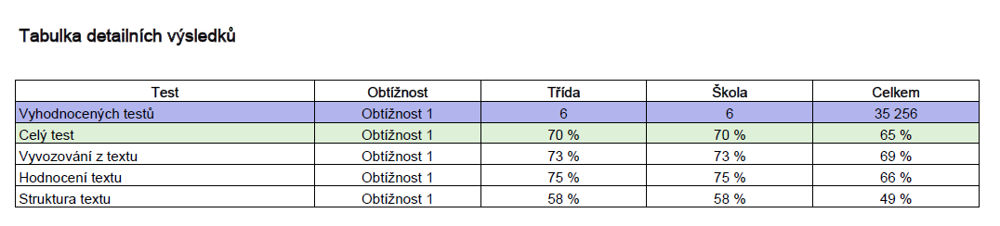 Tabulka detailních výsledků
Test Obtížnost Třída Škola Celkem
Vyhodnocených testů Obtížnost 1 6 6 35 256
Celý test Obtížnost 1 70 % 70 % 65 %
Vyvozování z textu Obtížnost 1 73 % 73 % 69 %
Hodnocení textu Obtížnost 1 75 % 75 % 66 %
Struktura textu Obtížnost 1 58 % 58 % 49 %